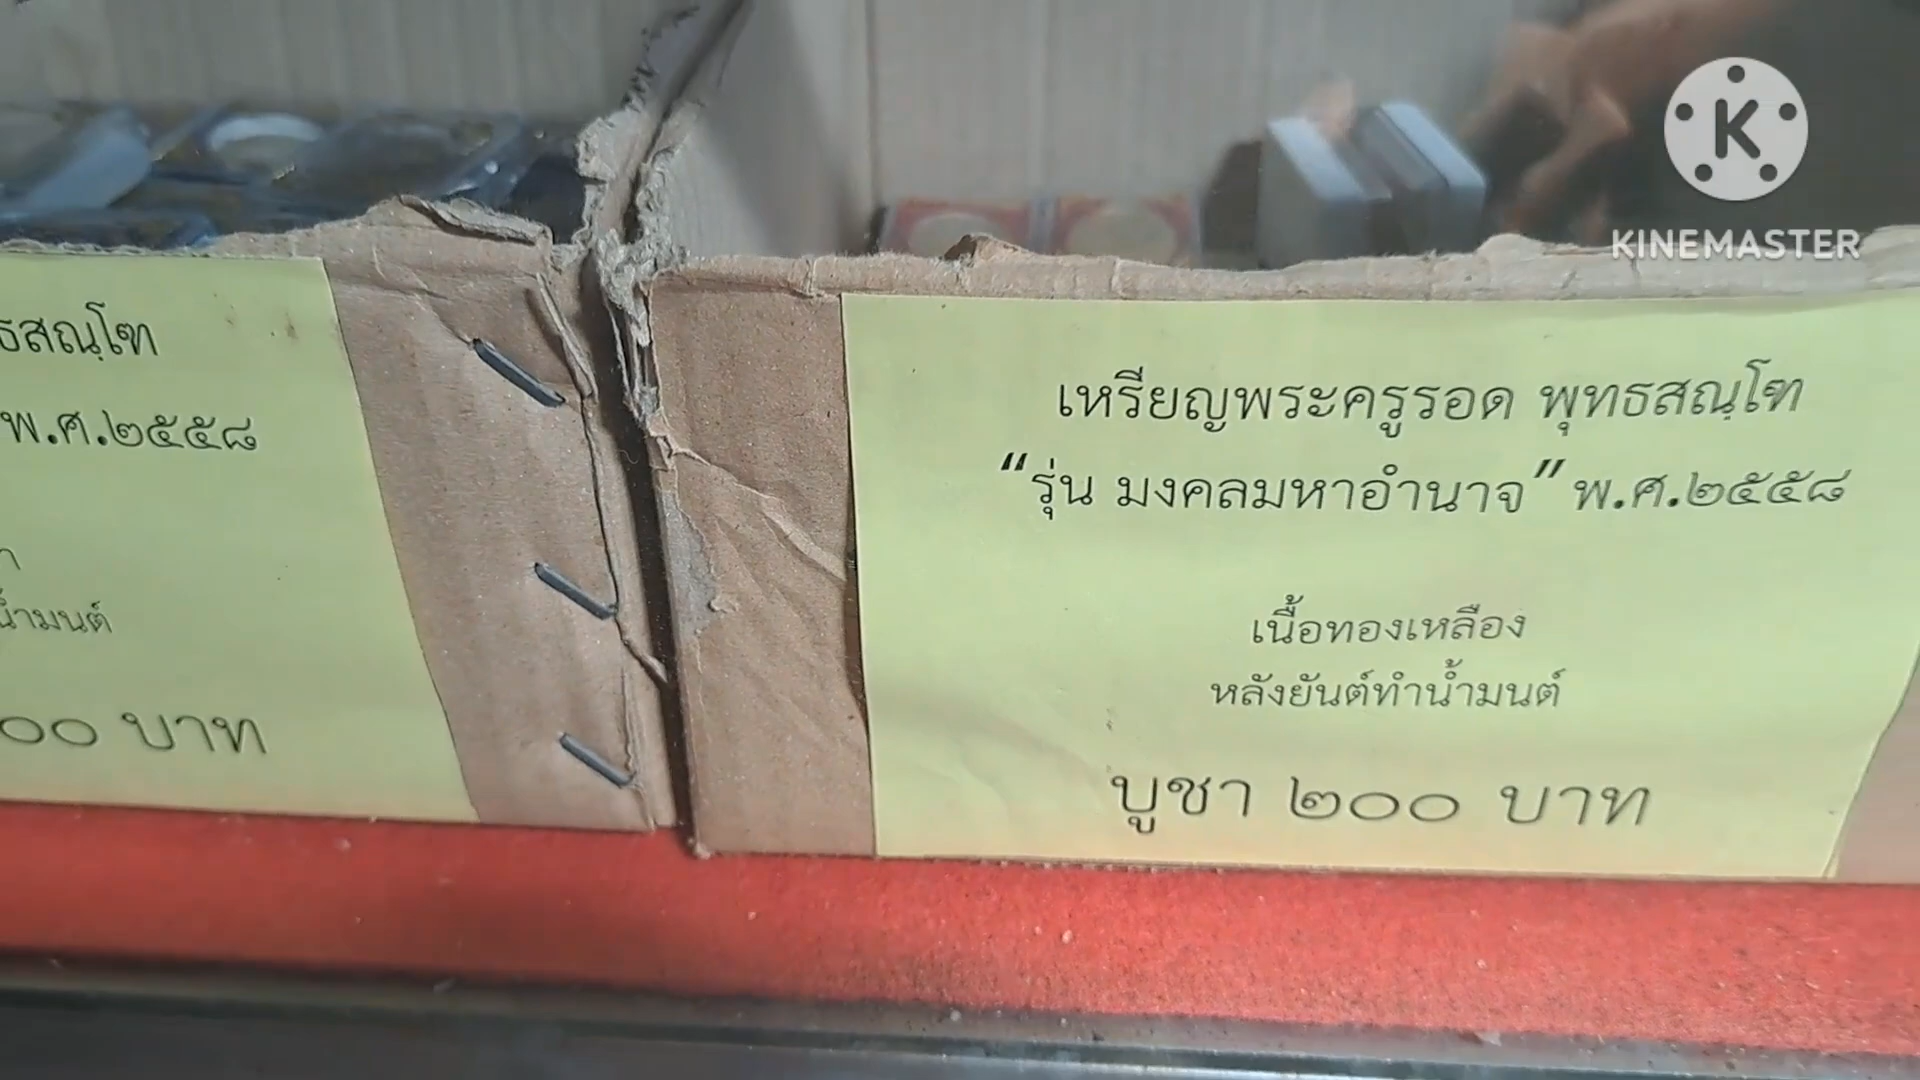 ธสณฺโฑ
พ.ศ.๒๕๕๘
น้ำมนต์
๐๐ บาท
เหรียญพระครูรอด พุทธสณฺโฑ
“รุ่น มงคลมหาอำนาจ” พ.ศ.๒๕๕๘
เนื้อทองเหลือง
หลังยันต์ทำน้ำมนต์
บูชา ๒๐๐ บาท
K
KINEMASTER